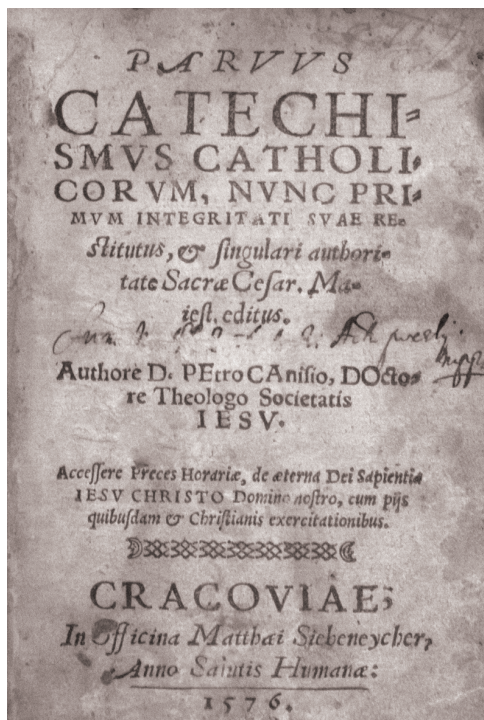 PARVVS
CATECHI=
SMVS CATHOLI=
CORVM, NVNC PRI=
MVM INTEGRITATI SVAE RE=
stitutus, & singulari authori=
tate Sacræ Cesar. Ma=
iest. editus.
Authore D. PEtro CAnisio, DOcto=
re Theologo Societatis
IESV.
Accessere Preces Horariæ, de æterna Dei Sapientia
IESV CHRISTO Domino nostro, cum pijs
quibusdam & Christianis exercitationibus.
CRACOVIAE;
In Officina Matthæi Siebeneycher,
Anno Salutis Humanæ:
1576.